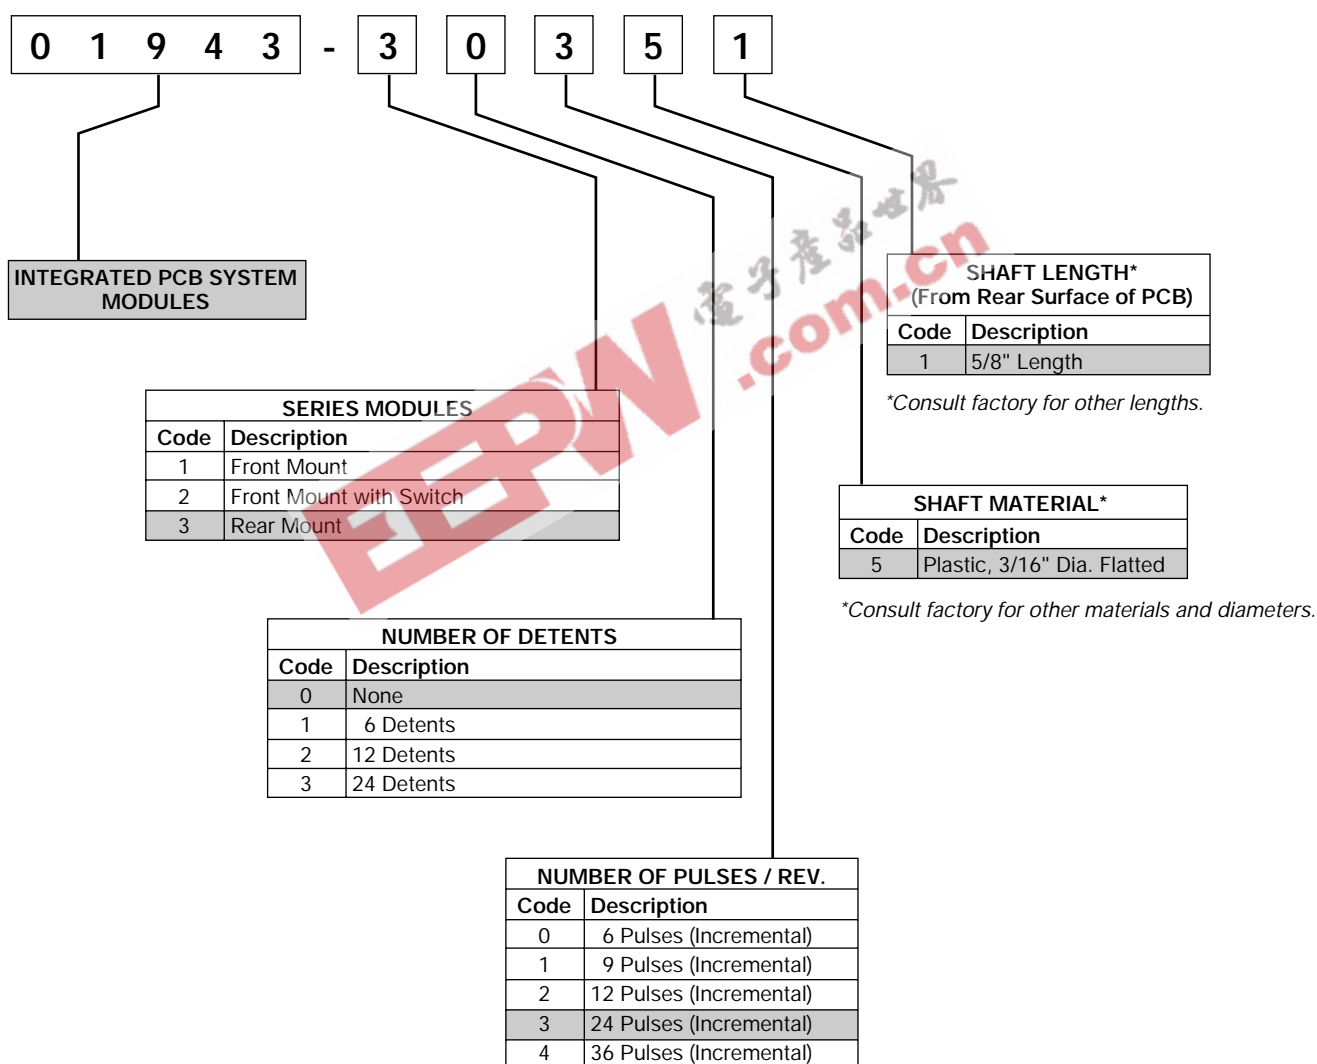 0 1 9 4 3 - 3 0 3 5 1
INTEGRATED PCB SYSTEM
MODULES
SHAFT LENGTH*
(From Rear Surface of PCB)
Code Description
1 5/8" Length
*Consult factory for other lengths.
SERIES MODULES
Code Description
1 Front Mount
2 Front Mount with Switch
3 Rear Mount
SHAFT MATERIAL*
Code Description
5 Plastic, 3/16" Dia. Flatted
*Consult factory for other materials and diameters.
NUMBER OF DETENTS
Code Description
0 None
1 6 Detents
2 12 Detents
3 24 Detents
NUMBER OF PULSES / REV.
Code Description
0 6 Pulses (Incremental)
1 9 Pulses (Incremental)
2 12 Pulses (Incremental)
3 24 Pulses (Incremental)
4 36 Pulses (Incremental)
EEPW.com.cn
電子產品世界